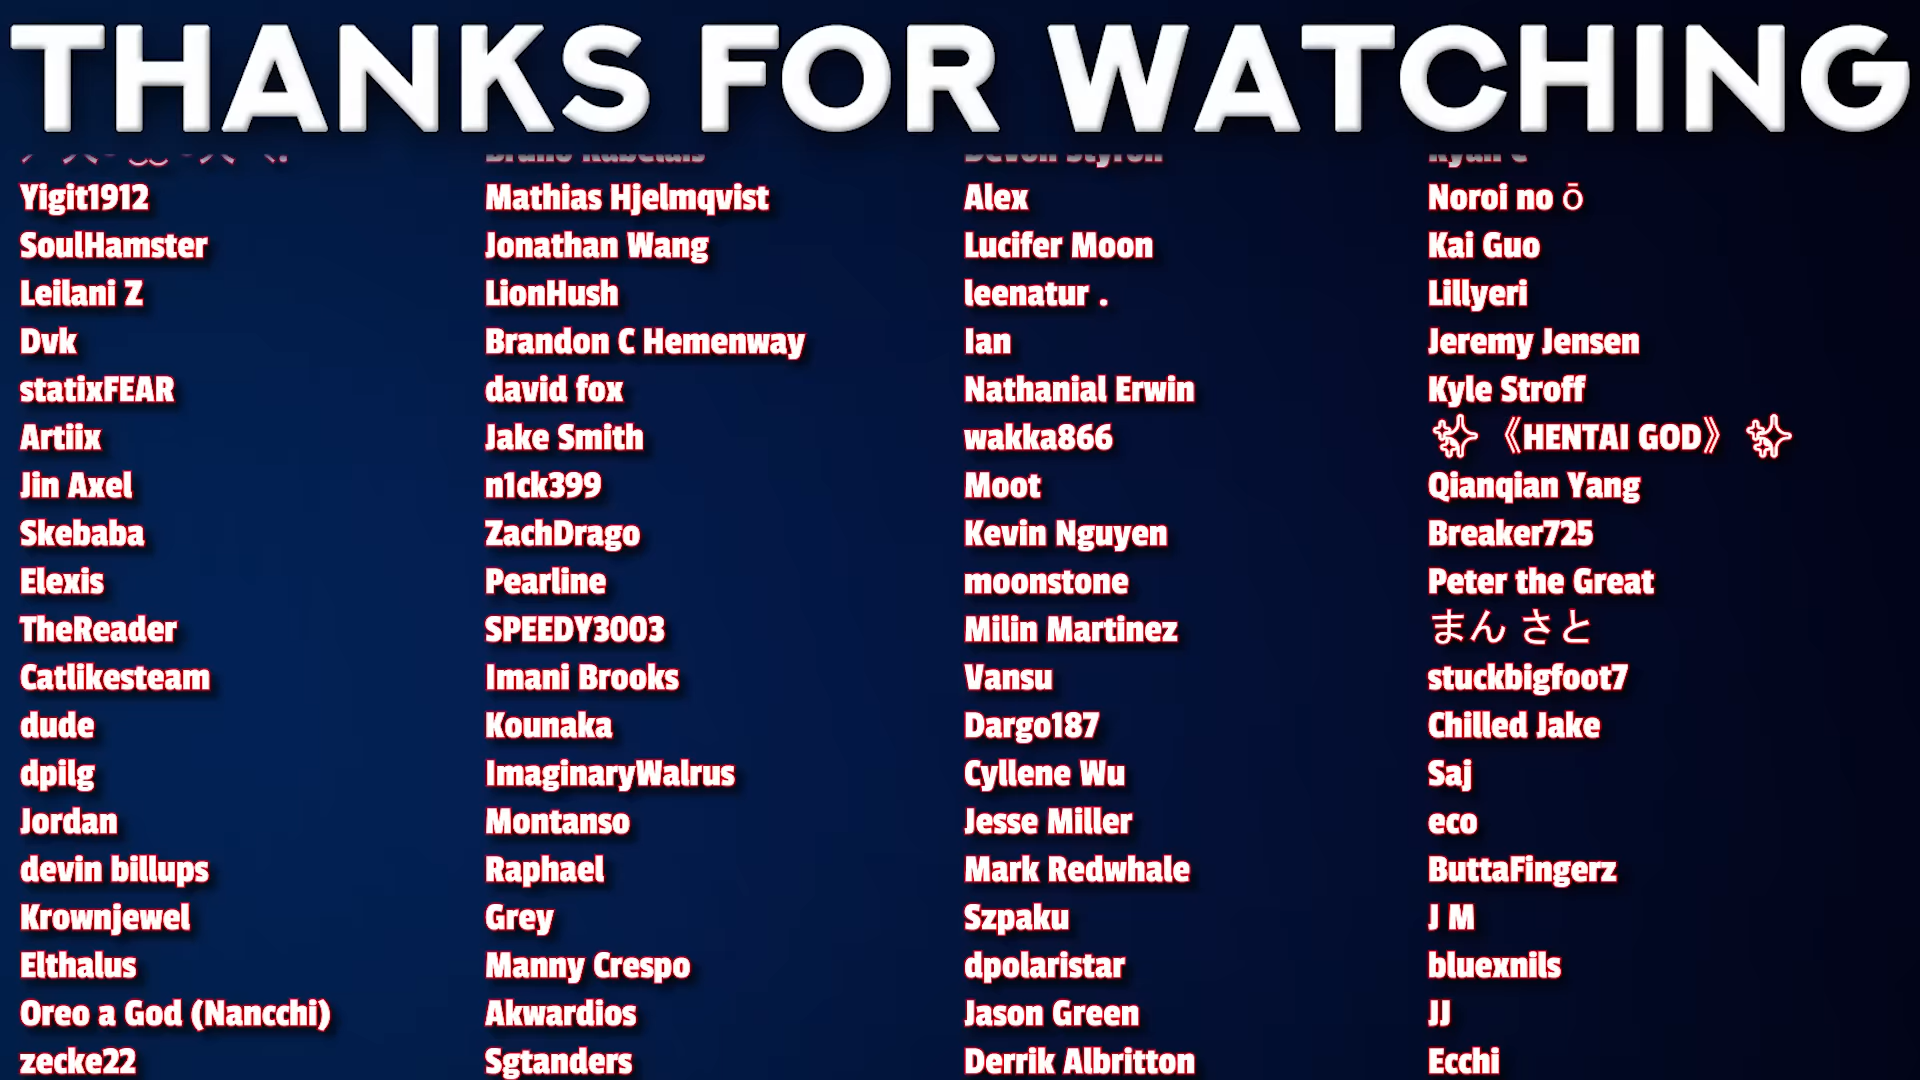 THANKS FOR WATCHING
Bruno Rabelais
Devon Styron
Ryan C
Yigit1912
SoulHamster
Leilani Z
Dvk
statixFEAR
Artiix
Jin Axel
Skebaba
Elexis
TheReader
Catlikesteam
dude
dpilg
Jordan
devin billups
Krownjewel
Elthalus
Oreo a God (Nancchi)
zecke22
Mathias Hjelmqvist
Jonathan Wang
LionHush
Brandon C Hemenway
david fox
Jake Smith
n1ck399
ZachDrago
Pearline
SPEEDY3003
Imani Brooks
Kounaka
ImaginaryWalrus
Montanso
Raphael
Grey
Manny Crespo
Akwardios
Sgtanders
Alex
Lucifer Moon
leenatur .
Ian
Nathanial Erwin
wakka866
Moot
Kevin Nguyen
moonstone
Milin Martinez
Vansu
Dargo187
Cyllene Wu
Jesse Miller
Mark Redwhale
Szpaku
dpolaristar
Jason Green
Derrik Albritton
Noroi no ō
Kai Guo
Lillyeri
Jeremy Jensen
Kyle Stroff
✨ 《HENTAI GOD》 ✨
Qianqian Yang
Breaker725
Peter the Great
まん さと
stuckbigfoot7
Chilled Jake
Saj
eco
ButtaFingerz
J M
bluexnils
JJ
Ecchi